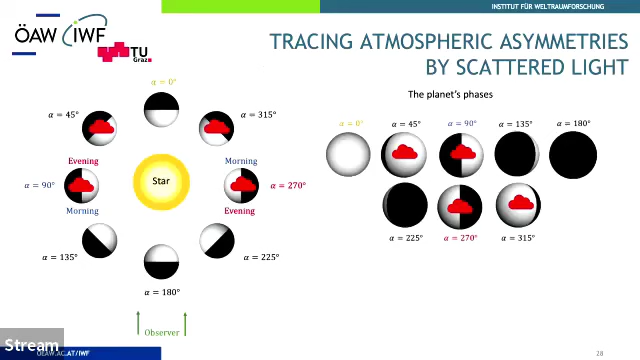 INSTITUT FÜR WELTRAUMFORSCHUNG
ÖAW IWF
TU
Graz
TRACING ATMOSPHERIC ASYMMETRIES
BY SCATTERED LIGHT
The planet's phases
α = 0°
α = 45°
α = 315°
Evening
Morning
α = 90°
Star
α = 270°
Morning
Evening
α = 135°
α = 225°
α = 180°
Observer
α = 0°
α = 45°
α = 90°
α = 135°
α = 180°
α = 225°
α = 270°
α = 315°
Stream
OEAW.AC.AT/IWF
28